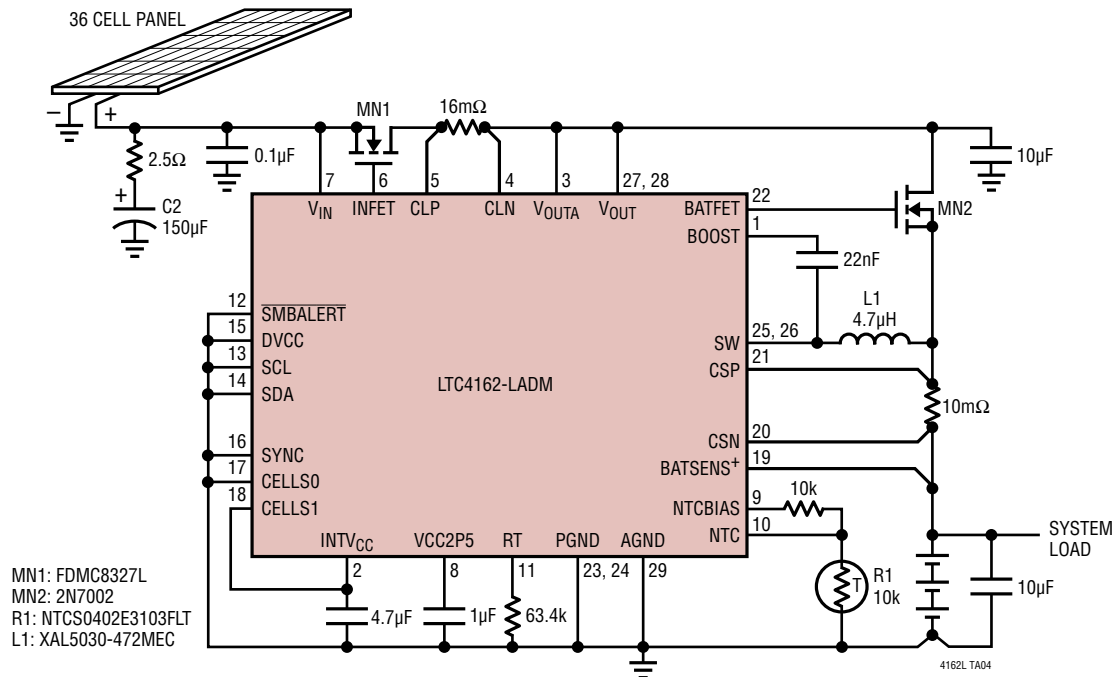 36 CELL PANEL
−
+
MN1
16mΩ
2.5Ω
0.1µF
10µF
+
C2
150µF
7
6
5
4
3
27, 28
VIN
INFET
CLP
CLN
VOUTA
VOUT
BATFET
22
MN2
BOOST
1
22nF
L1
4.7µH
12
SMBALERT
15
DVCC
13
SCL
14
SDA
16
SYNC
17
CELLS0
18
CELLS1
LTC4162-LADM
SW
25, 26
CSP
21
10mΩ
CSN
20
BATSENS+
19
NTCBIAS
9
10k
NTC
10
SYSTEM
LOAD
INTVCC
VCC2P5
RT
PGND
AGND
2
8
11
23, 24
29
4.7µF
1µF
63.4k
T
R1
10k
10µF
MN1: FDMC8327L
MN2: 2N7002
R1: NTCS0402E3103FLT
L1: XAL5030-472MEC
4162L TA04